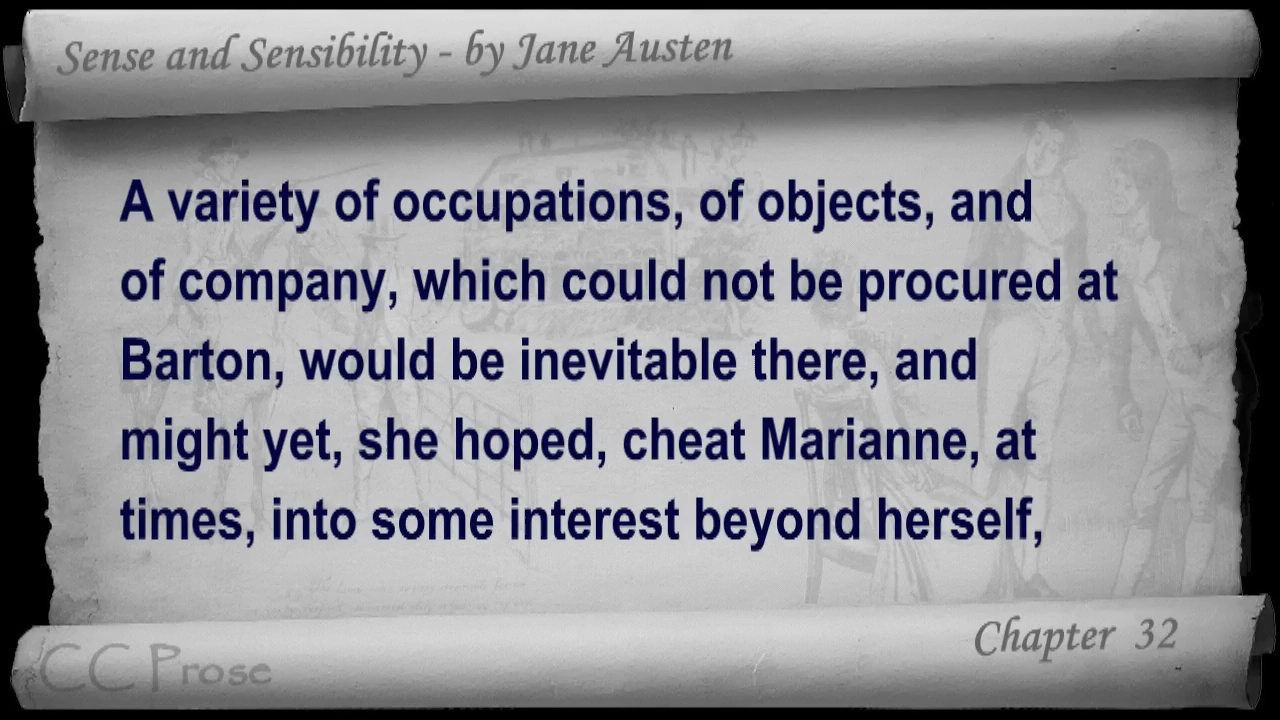 Sense and Sensibility - by Jane Austen
A variety of occupations, of objects, and
of company, which could not be procured at
Barton, would be inevitable there, and
might yet, she hoped, cheat Marianne, at
times, into some interest beyond herself,
Chapter 32
CC Prose